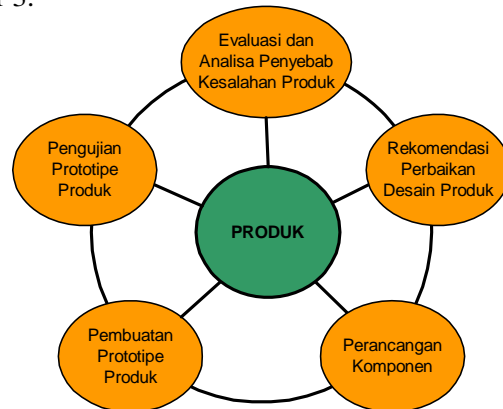 Evaluasi dan
Analisa Penyebab
Kesalahan Produk
Pengujian
Prototipe
Produk
Rekomendasi
Perbaikan
Desain Produk
PRODUK
Pembuatan
Prototipe
Produk
Perancangan
Komponen